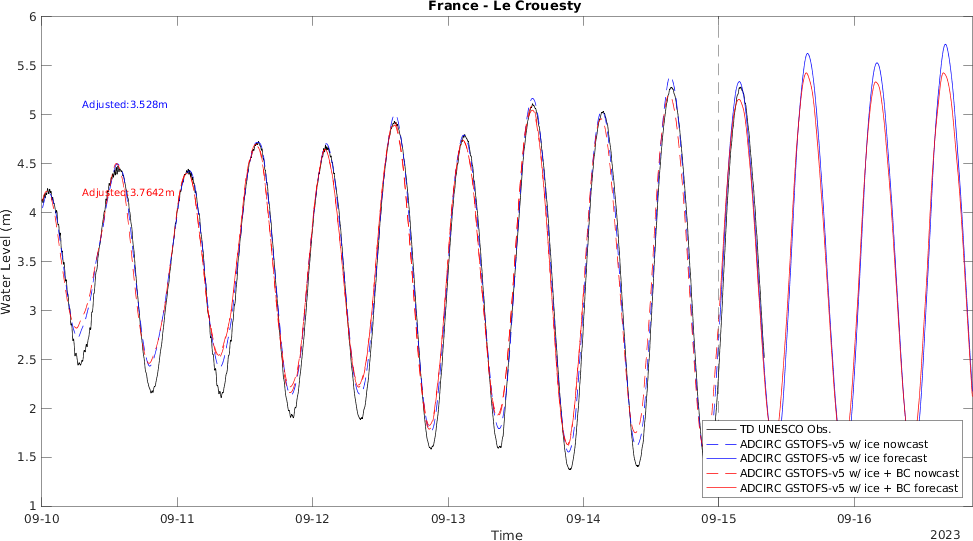 France - Le Crouesty
6
5.5
5
4.5
4
3.5
3
2.5
2
1.5
1
Water Level (m)
Adjusted:3.528m
Adjusted:3.7642m
TD UNESCO Obs.
ADCIRC GSTOFS-v5 w/ ice nowcast
ADCIRC GSTOFS-v5 w/ ice forecast
ADCIRC GSTOFS-v5 w/ ice + BC nowcast
ADCIRC GSTOFS-v5 w/ ice + BC forecast
09-10 09-11 09-12 09-13 09-14 09-15 09-16
Time
2023